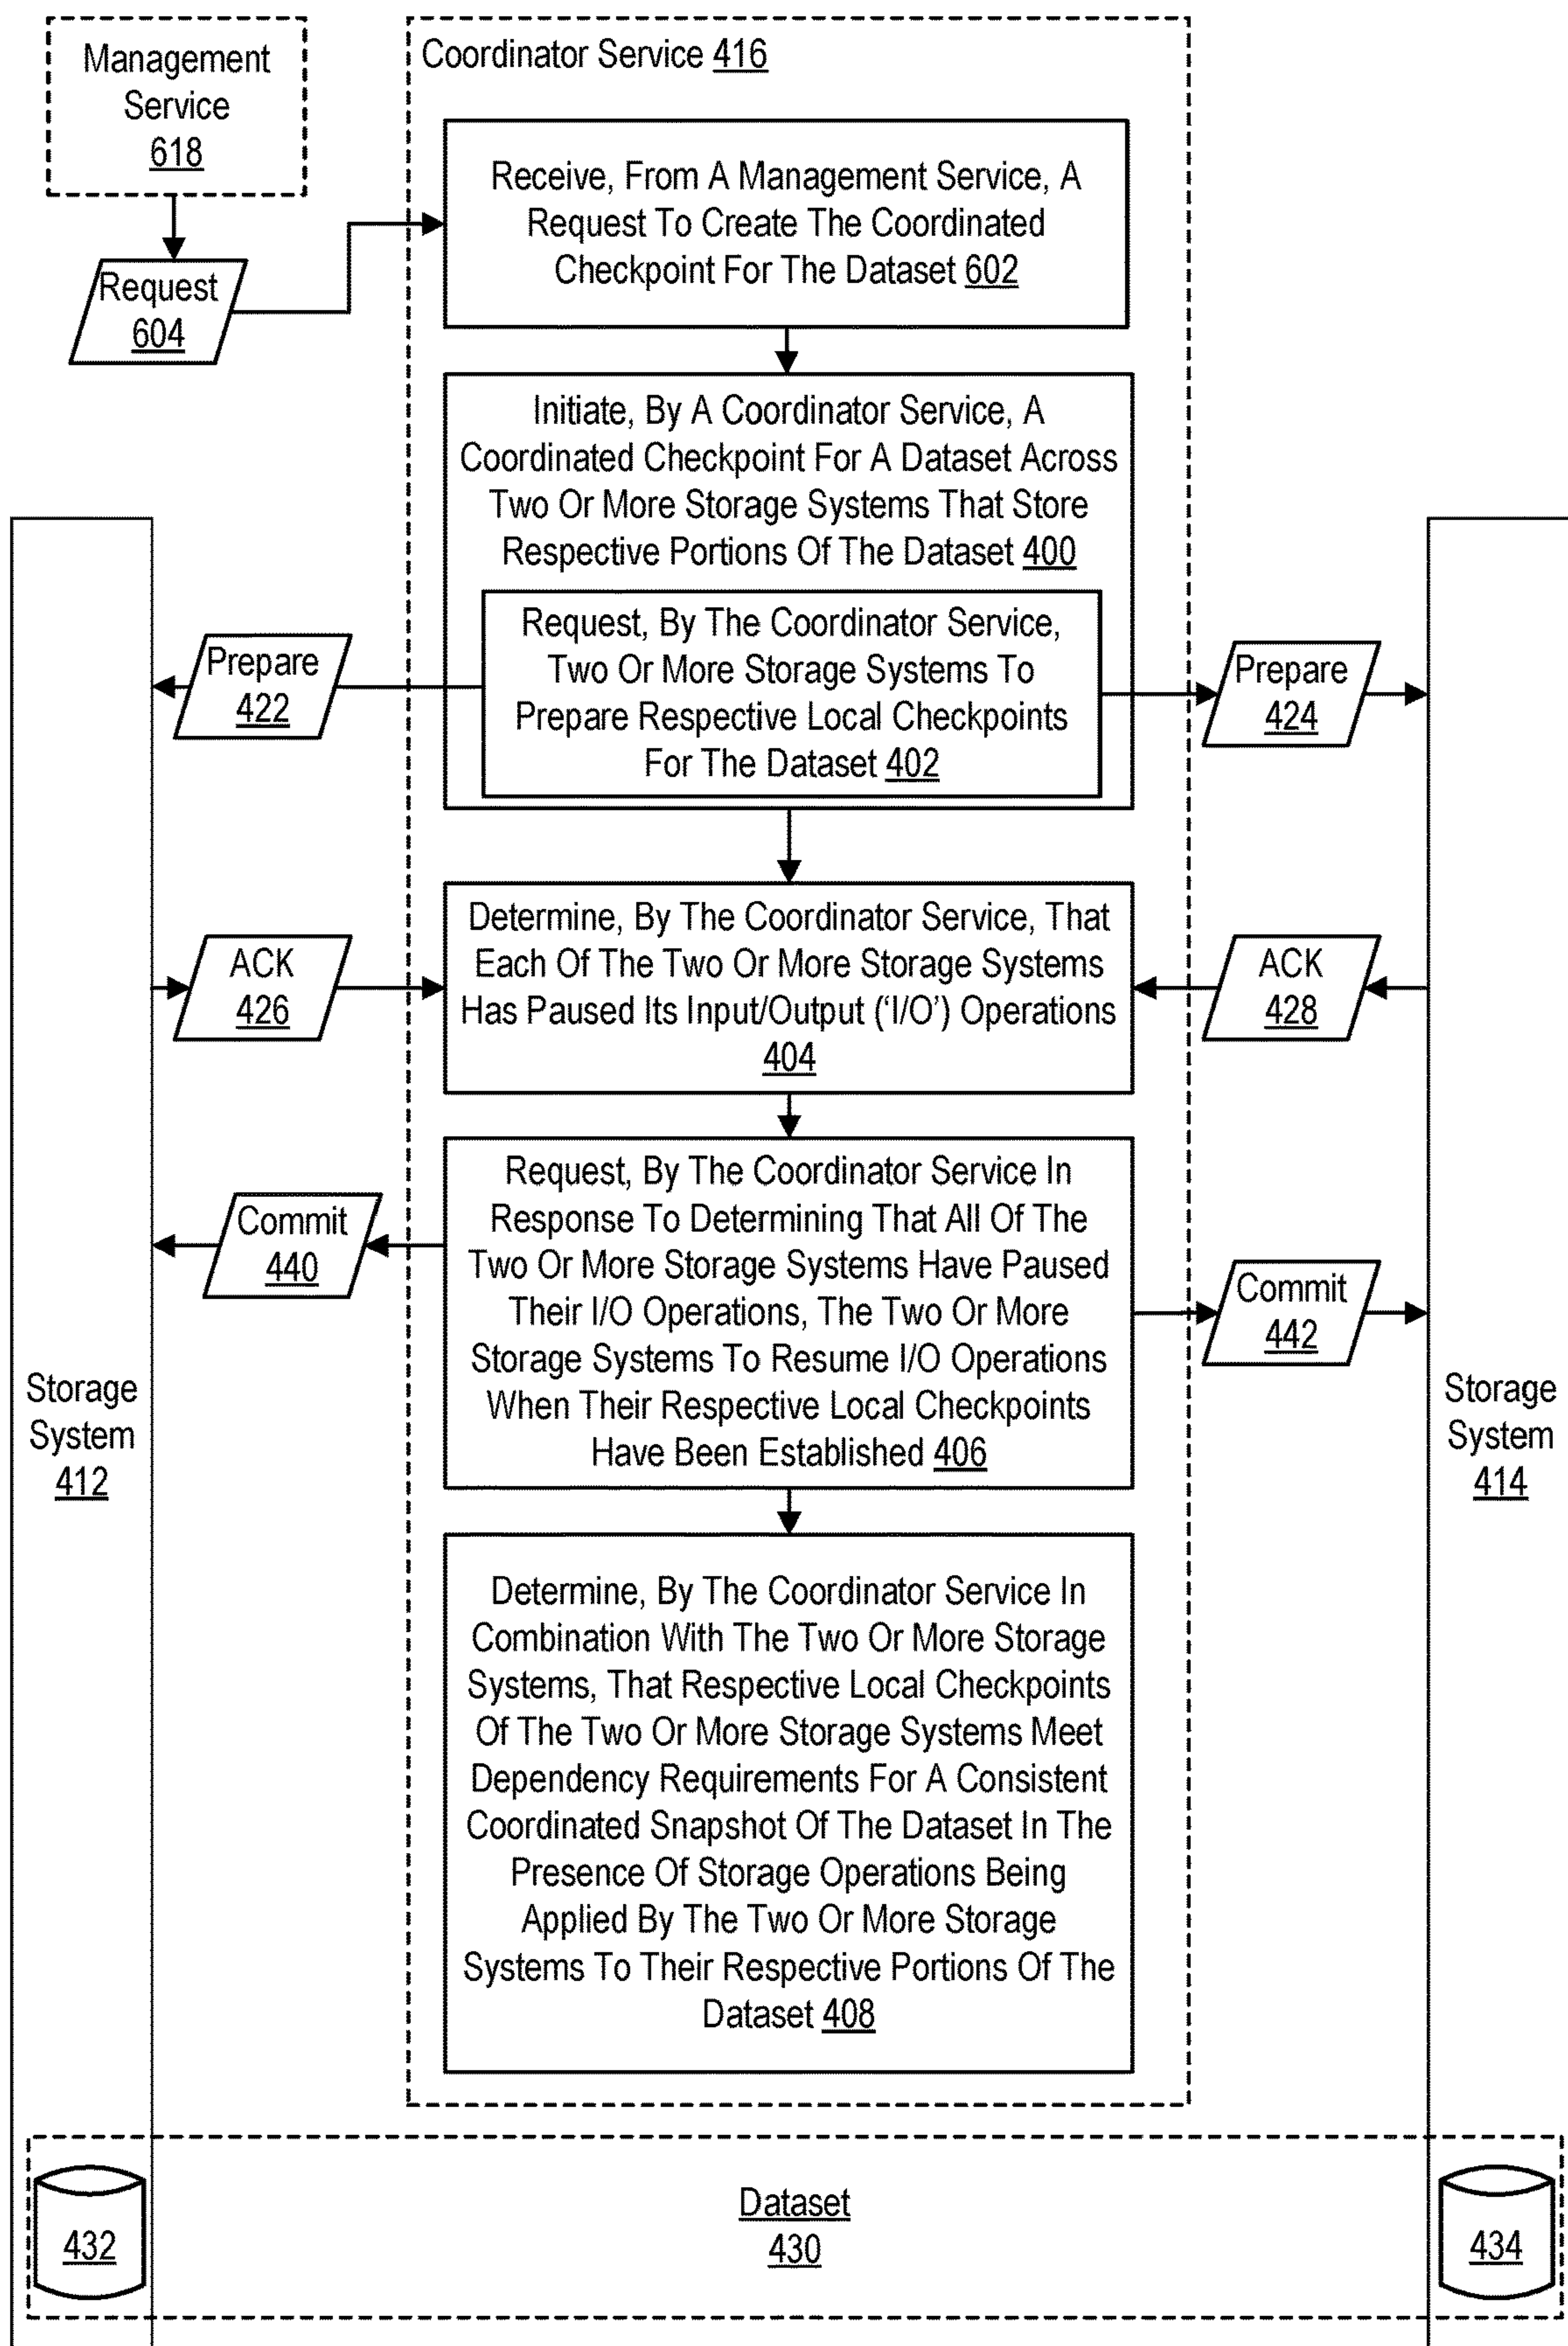 Management
Service
618
Coordinator Service 416
Request
604
Receive, From A Management Service, A
Request To Create The Coordinated
Checkpoint For The Dataset 602
Initiate, By A Coordinator Service, A
Coordinated Checkpoint For A Dataset Across
Two Or More Storage Systems That Store
Respective Portions Of The Dataset 400
Request, By The Coordinator Service,
Two Or More Storage Systems To
Prepare Respective Local Checkpoints
For The Dataset 402
Prepare
422
Prepare
424
Determine, By The Coordinator Service, That
Each Of The Two Or More Storage Systems
Has Paused Its Input/Output (‘I/O’) Operations
404
ACK
426
ACK
428
Request, By The Coordinator Service In
Response To Determining That All Of The
Two Or More Storage Systems Have Paused
Their I/O Operations, The Two Or More
Storage Systems To Resume I/O Operations
When Their Respective Local Checkpoints
Have Been Established 406
Commit
440
Commit
442
Storage
System
412
Storage
System
414
Determine, By The Coordinator Service In
Combination With The Two Or More Storage
Systems, That Respective Local Checkpoints
Of The Two Or More Storage Systems Meet
Dependency Requirements For A Consistent
Coordinated Snapshot Of The Dataset In The
Presence Of Storage Operations Being
Applied By The Two Or More Storage
Systems To Their Respective Portions Of The
Dataset 408
432
Dataset
430
434